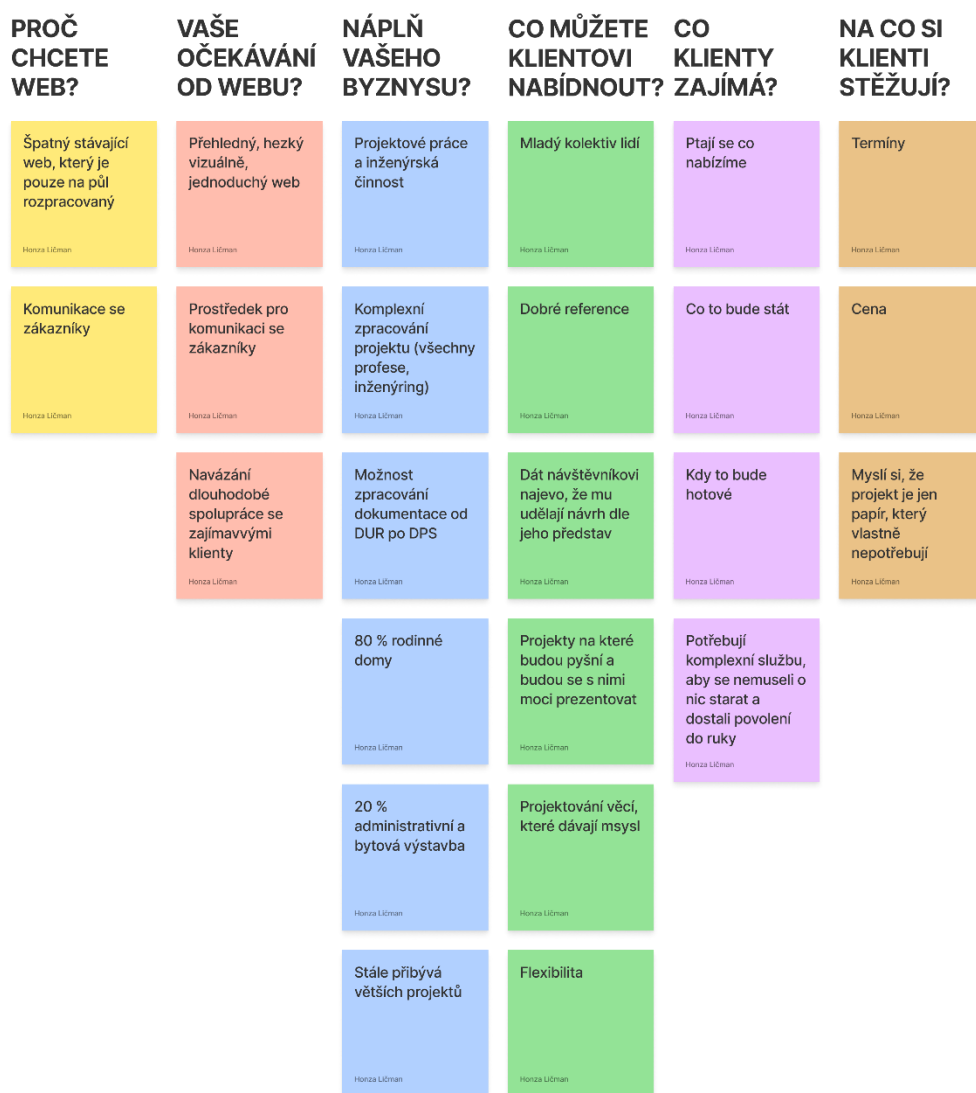 PROČ
CHCETE
WEB?
Špatný stávající
web, který je
pouze na půl
rozpracovaný
Honza Ličman
Komunikace se
zákazníky
Honza Ličman
VAŠE
OČEKÁVÁNÍ
OD WEBU?
Přehledný, hezký
vizuálně,
jednoduchý web
Honza Ličman
Prostředek pro
komunikaci se
zákazníky
Honza Ličman
Navázání
dlouhodobé
spolupráce se
zajímavvými
klienty
Honza Ličman
NÁPLŇ
VAŠEHO
BYZNYSU?
Projektové práce
a inženýrská
činnost
Honza Ličman
Komplexní
zpracování
projektu (všechny
profese,
inženýring)
Honza Ličman
Možnost
zpracování
dokumentace od
DUR po DPS
Honza Ličman
80 % rodinné
domy
Honza Ličman
20 %
administrativní a
bytová výstavba
Honza Ličman
Stále přibývá
větších projektů
Honza Ličman
CO MŮŽETE
KLIENTOVI
NABÍDNOUT?
Mladý kolektiv lidí
Honza Ličman
Dobré reference
Honza Ličman
Dát návštěvníkovi
najevo, že mu
udělají návrh dle
jeho představ
Honza Ličman
Projekty na které
budou pyšní a
budou se s nimi
moci prezentovat
Honza Ličman
Projektování věcí,
které dávají msysl
Honza Ličman
Flexibilita
Honza Ličman
CO
KLIENTY
ZAJÍMÁ?
Ptají se co
nabízíme
Honza Ličman
Co to bude stát
Honza Ličman
Kdy to bude
hotové
Honza Ličman
Potřebují
komplexní službu,
aby se nemuseli o
nic starat a
dostali povolení
do ruky
Honza Ličman
NA CO SI
KLIENTI
STĚŽUJÍ?
Termíny
Honza Ličman
Cena
Honza Ličman
Myslí si, že
projekt je jen
papír, který
vlastně
nepotřebují
Honza Ličman